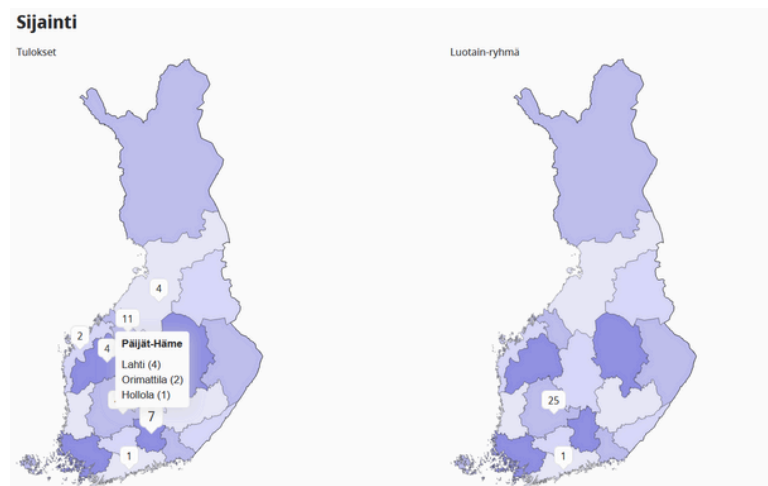 Sijainti
Tulokset
Luotain-ryhmä
4
11
2
4
Päijät-Häme
Lahti (4)
Orimattila (2)
Hollola (1)
7
1
25
1